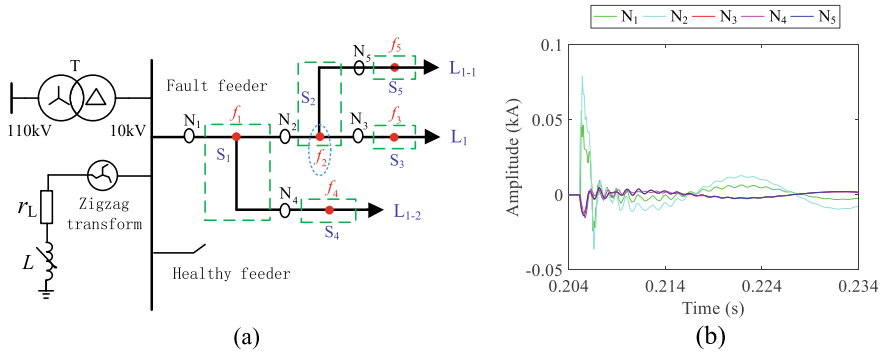 N1 N2 N3 N4 N5
T
110kV
10kV
Fault feeder
N1
f1
S1
N2
S2
f2
N5
f5
S5
L1-1
N3
f3
S3
L1
N4
f4
S4
L1-2
Zigzag
transform
rL
L
Healthy feeder
(a)
Amplitude (kA)
0.1
0.05
0
-0.05
0.204 0.214 0.224 0.234
Time (s)
(b)